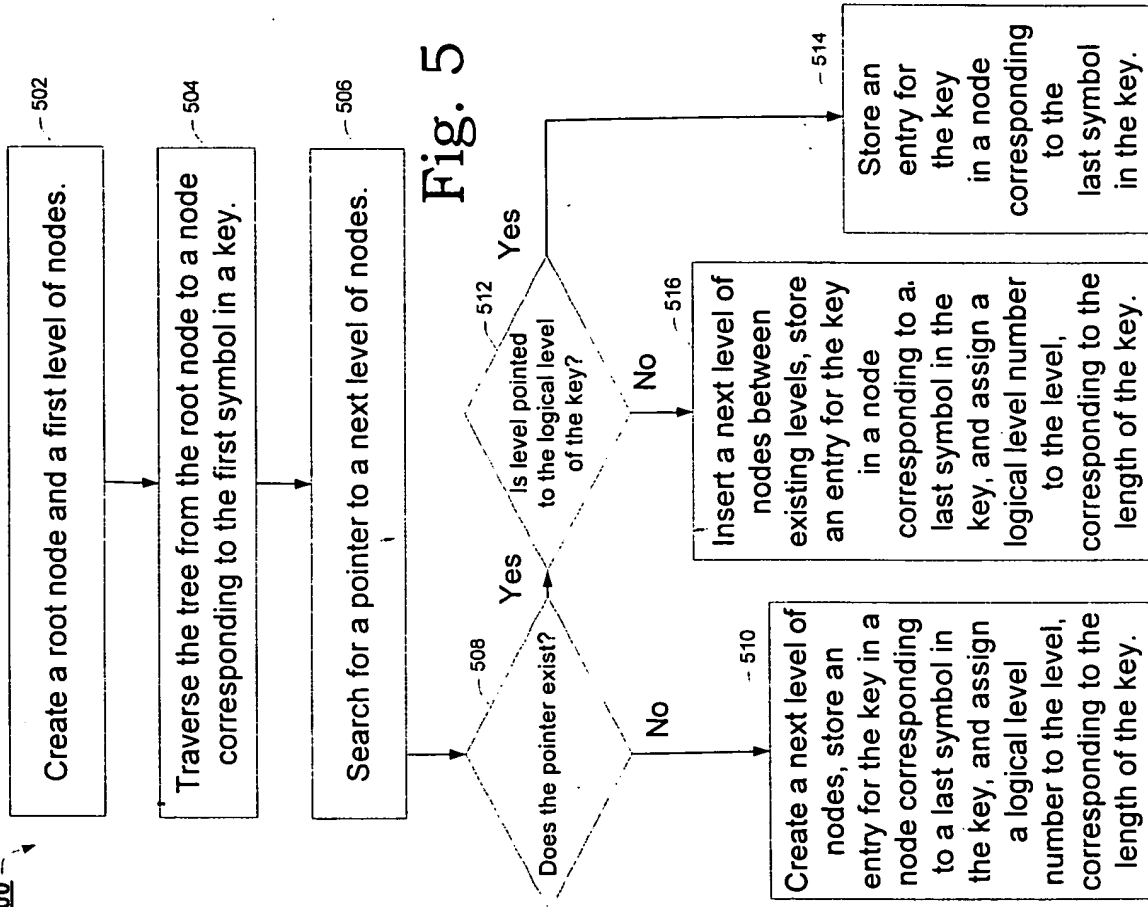 502
Create a root node and a first level of nodes.
504
Traverse the tree from the root node to a node
corresponding to the first symbol in a key.
506
Search for a pointer to a next level of nodes.
Fig. 5
508
Does the pointer exist?
Yes
No
512
Is level pointed
to the logical level
of the key?
Yes
No
510
Create a next level of
nodes, store an
entry for the key in a
node corresponding
to a last symbol in
the key, and assign
a logical level
number to the level,
corresponding to the
length of the key.
516
Insert a next level of
nodes between
existing levels, store
an entry for the key
in a node
corresponding to a.
last symbol in the
key, and assign a
logical level number
to the level,
corresponding to the
length of the key.
514
Store an
entry for
the key
in a node
corresponding
to the
last symbol
in the key.